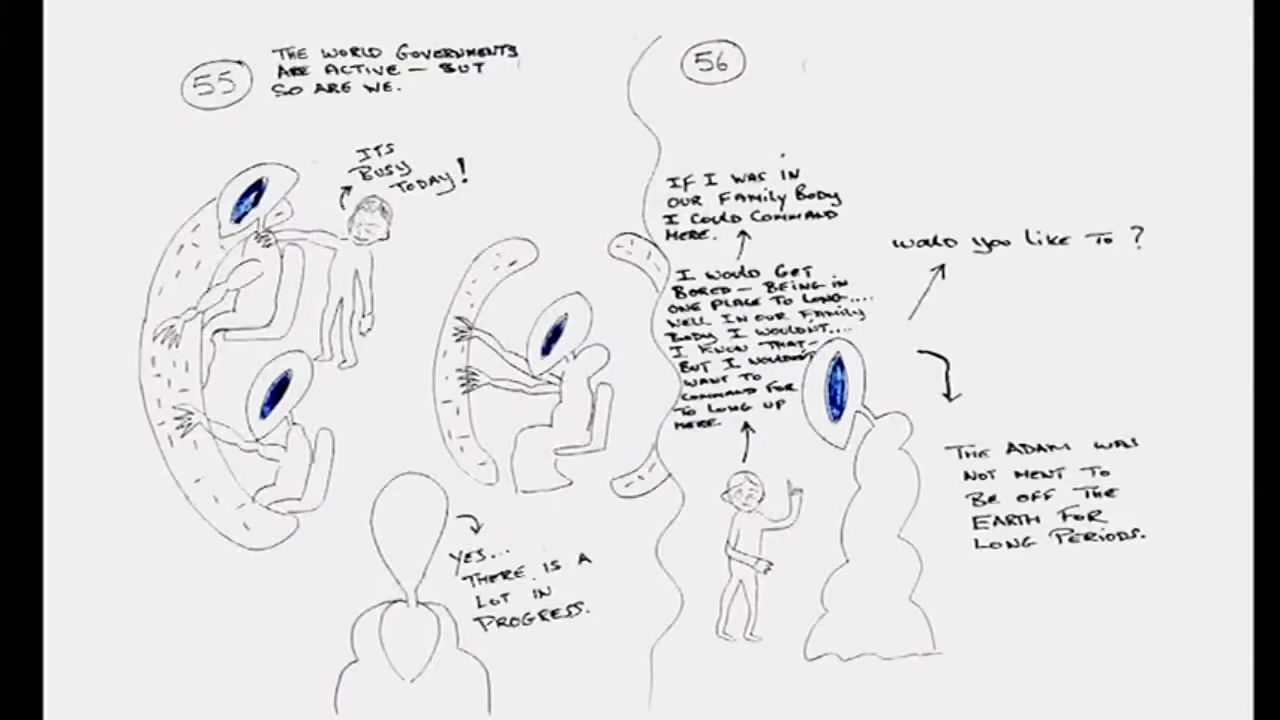 55
THE WORLD GOVERNMENTS
ARE ACTIVE – BUT
SO ARE WE.
ITS
BUSY
TODAY!
YES...
THERE IS A
LOT IN
PROGRESS.
56
IF I WAS IN
OUR FAMILY BODY
I COULD COMMAND
HERE.
I WOULD GET
BORED – BEING IN
ONE PLACE TO LONG....
WELL IN OUR FAMILY
BODY I WOULDN'T....
I KNOW THAT –
BUT I WOULDN'T
WANT TO
COMMAND FOR
TO LONG UP
HERE.
WOULD YOU LIKE TO ?
THE ADAM WAS
NOT MENT TO
BE OFF THE
EARTH FOR
LONG PERIODS.